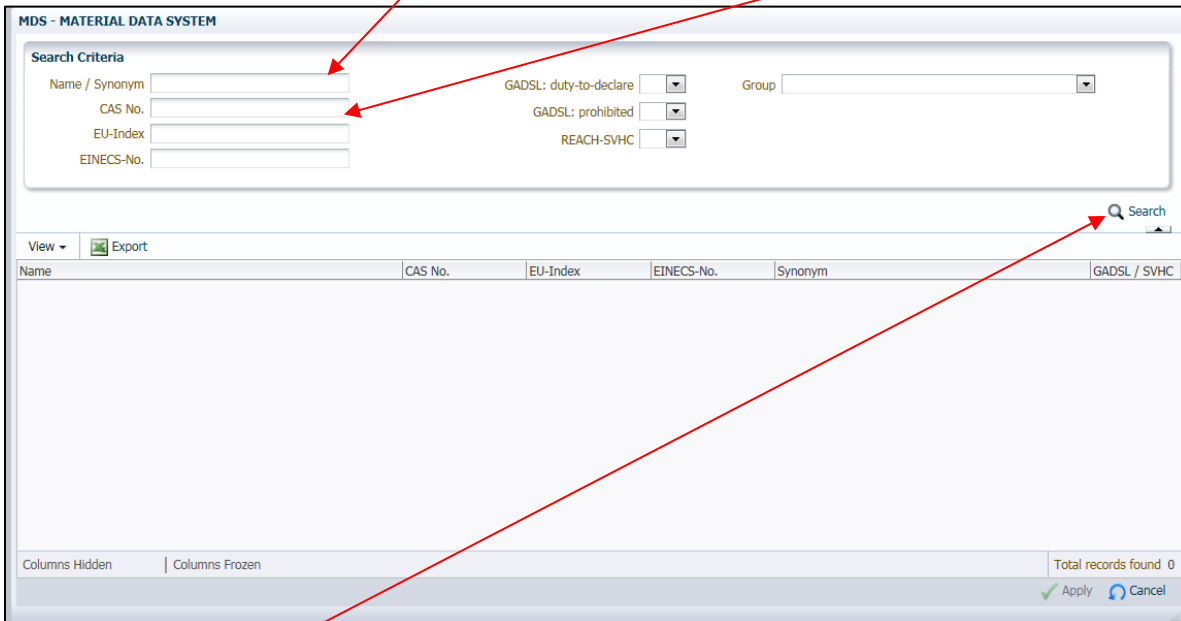 MDS - MATERIAL DATA SYSTEM
Search Criteria
Name / Synonym GADSL: duty-to-declare Group
CAS No. GADSL: prohibited
EU-Index REACH-SVHC
EINECS-No.
Search
View Export
Name CAS No. EU-Index EINECS-No. Synonym GADSL / SVHC
Columns Hidden Columns Frozen Total records found 0
Apply Cancel